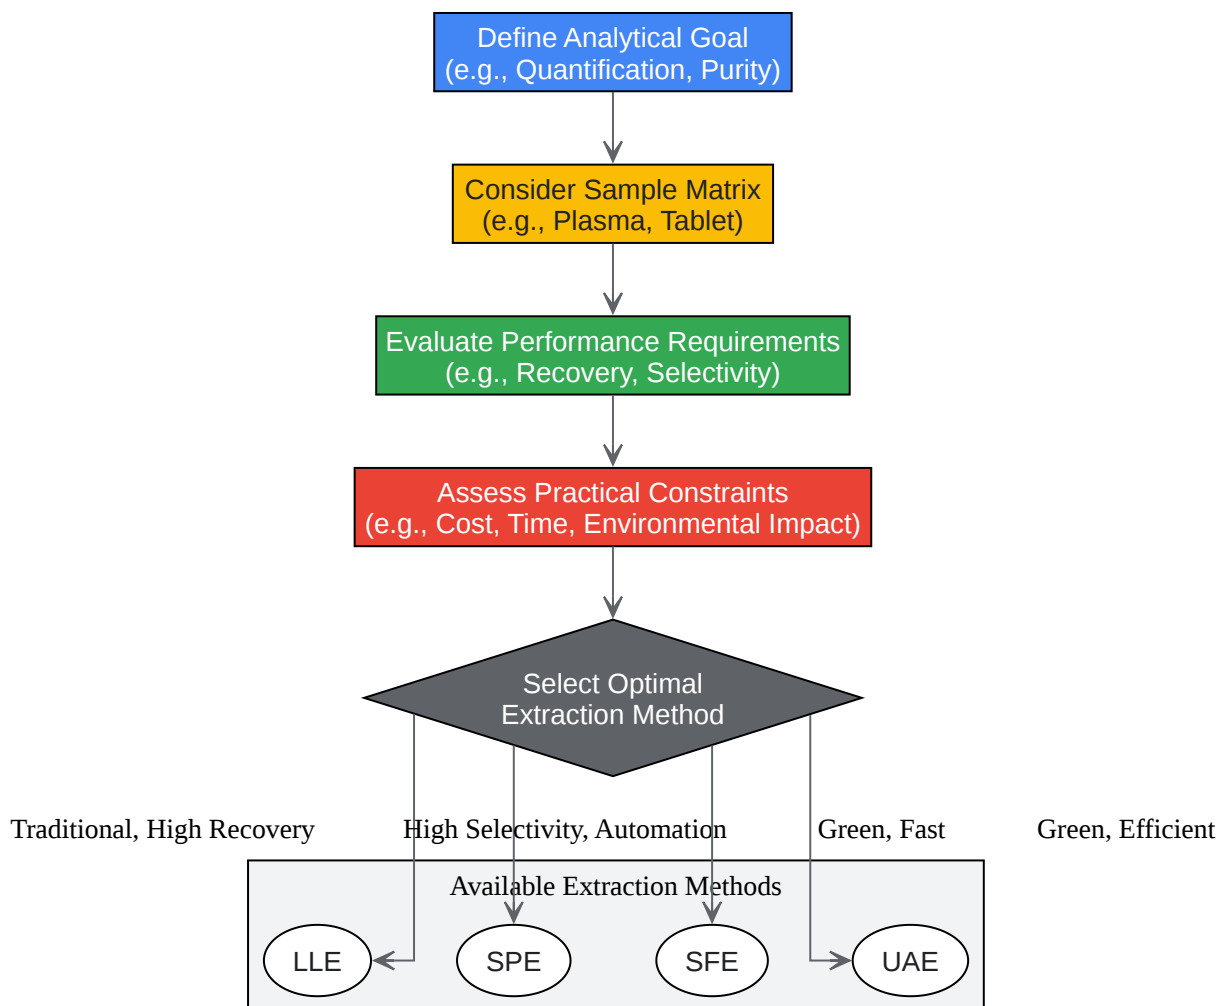 Define Analytical Goal
(e.g., Quantification, Purity)
Consider Sample Matrix
(e.g., Plasma, Tablet)
Evaluate Performance Requirements
(e.g., Recovery, Selectivity)
Assess Practical Constraints
(e.g., Cost, Time, Environmental Impact)
Select Optimal
Extraction Method
Traditional, High Recovery
High Selectivity, Automation
Green, Fast
Green, Efficient
Available Extraction Methods
LLE
SPE
SFE
UAE